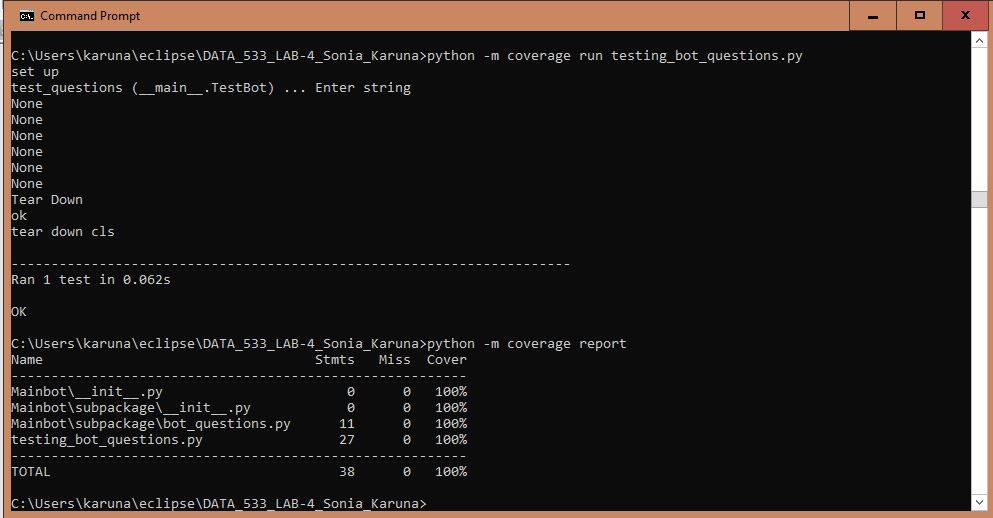 Command Prompt
C:\Users\karuna\eclipse\DATA_533_LAB-4_Sonia_Karuna>python -m coverage run testing_bot_questions.py
set up
test_questions (__main__.TestBot) ... Enter string
None
None
None
None
None
None
Tear Down
ok
tear down cls
----------------------------------------------------------------------
Ran 1 test in 0.062s
OK
C:\Users\karuna\eclipse\DATA_533_LAB-4_Sonia_Karuna>python -m coverage report
Name                                  Stmts   Miss  Cover
---------------------------------------------------------
Mainbot\__init__.py                       0      0   100%
Mainbot\subpackage\__init__.py            0      0   100%
Mainbot\subpackage\bot_questions.py      11      0   100%
testing_bot_questions.py                 27      0   100%
---------------------------------------------------------
TOTAL                                    38      0   100%
C:\Users\karuna\eclipse\DATA_533_LAB-4_Sonia_Karuna>